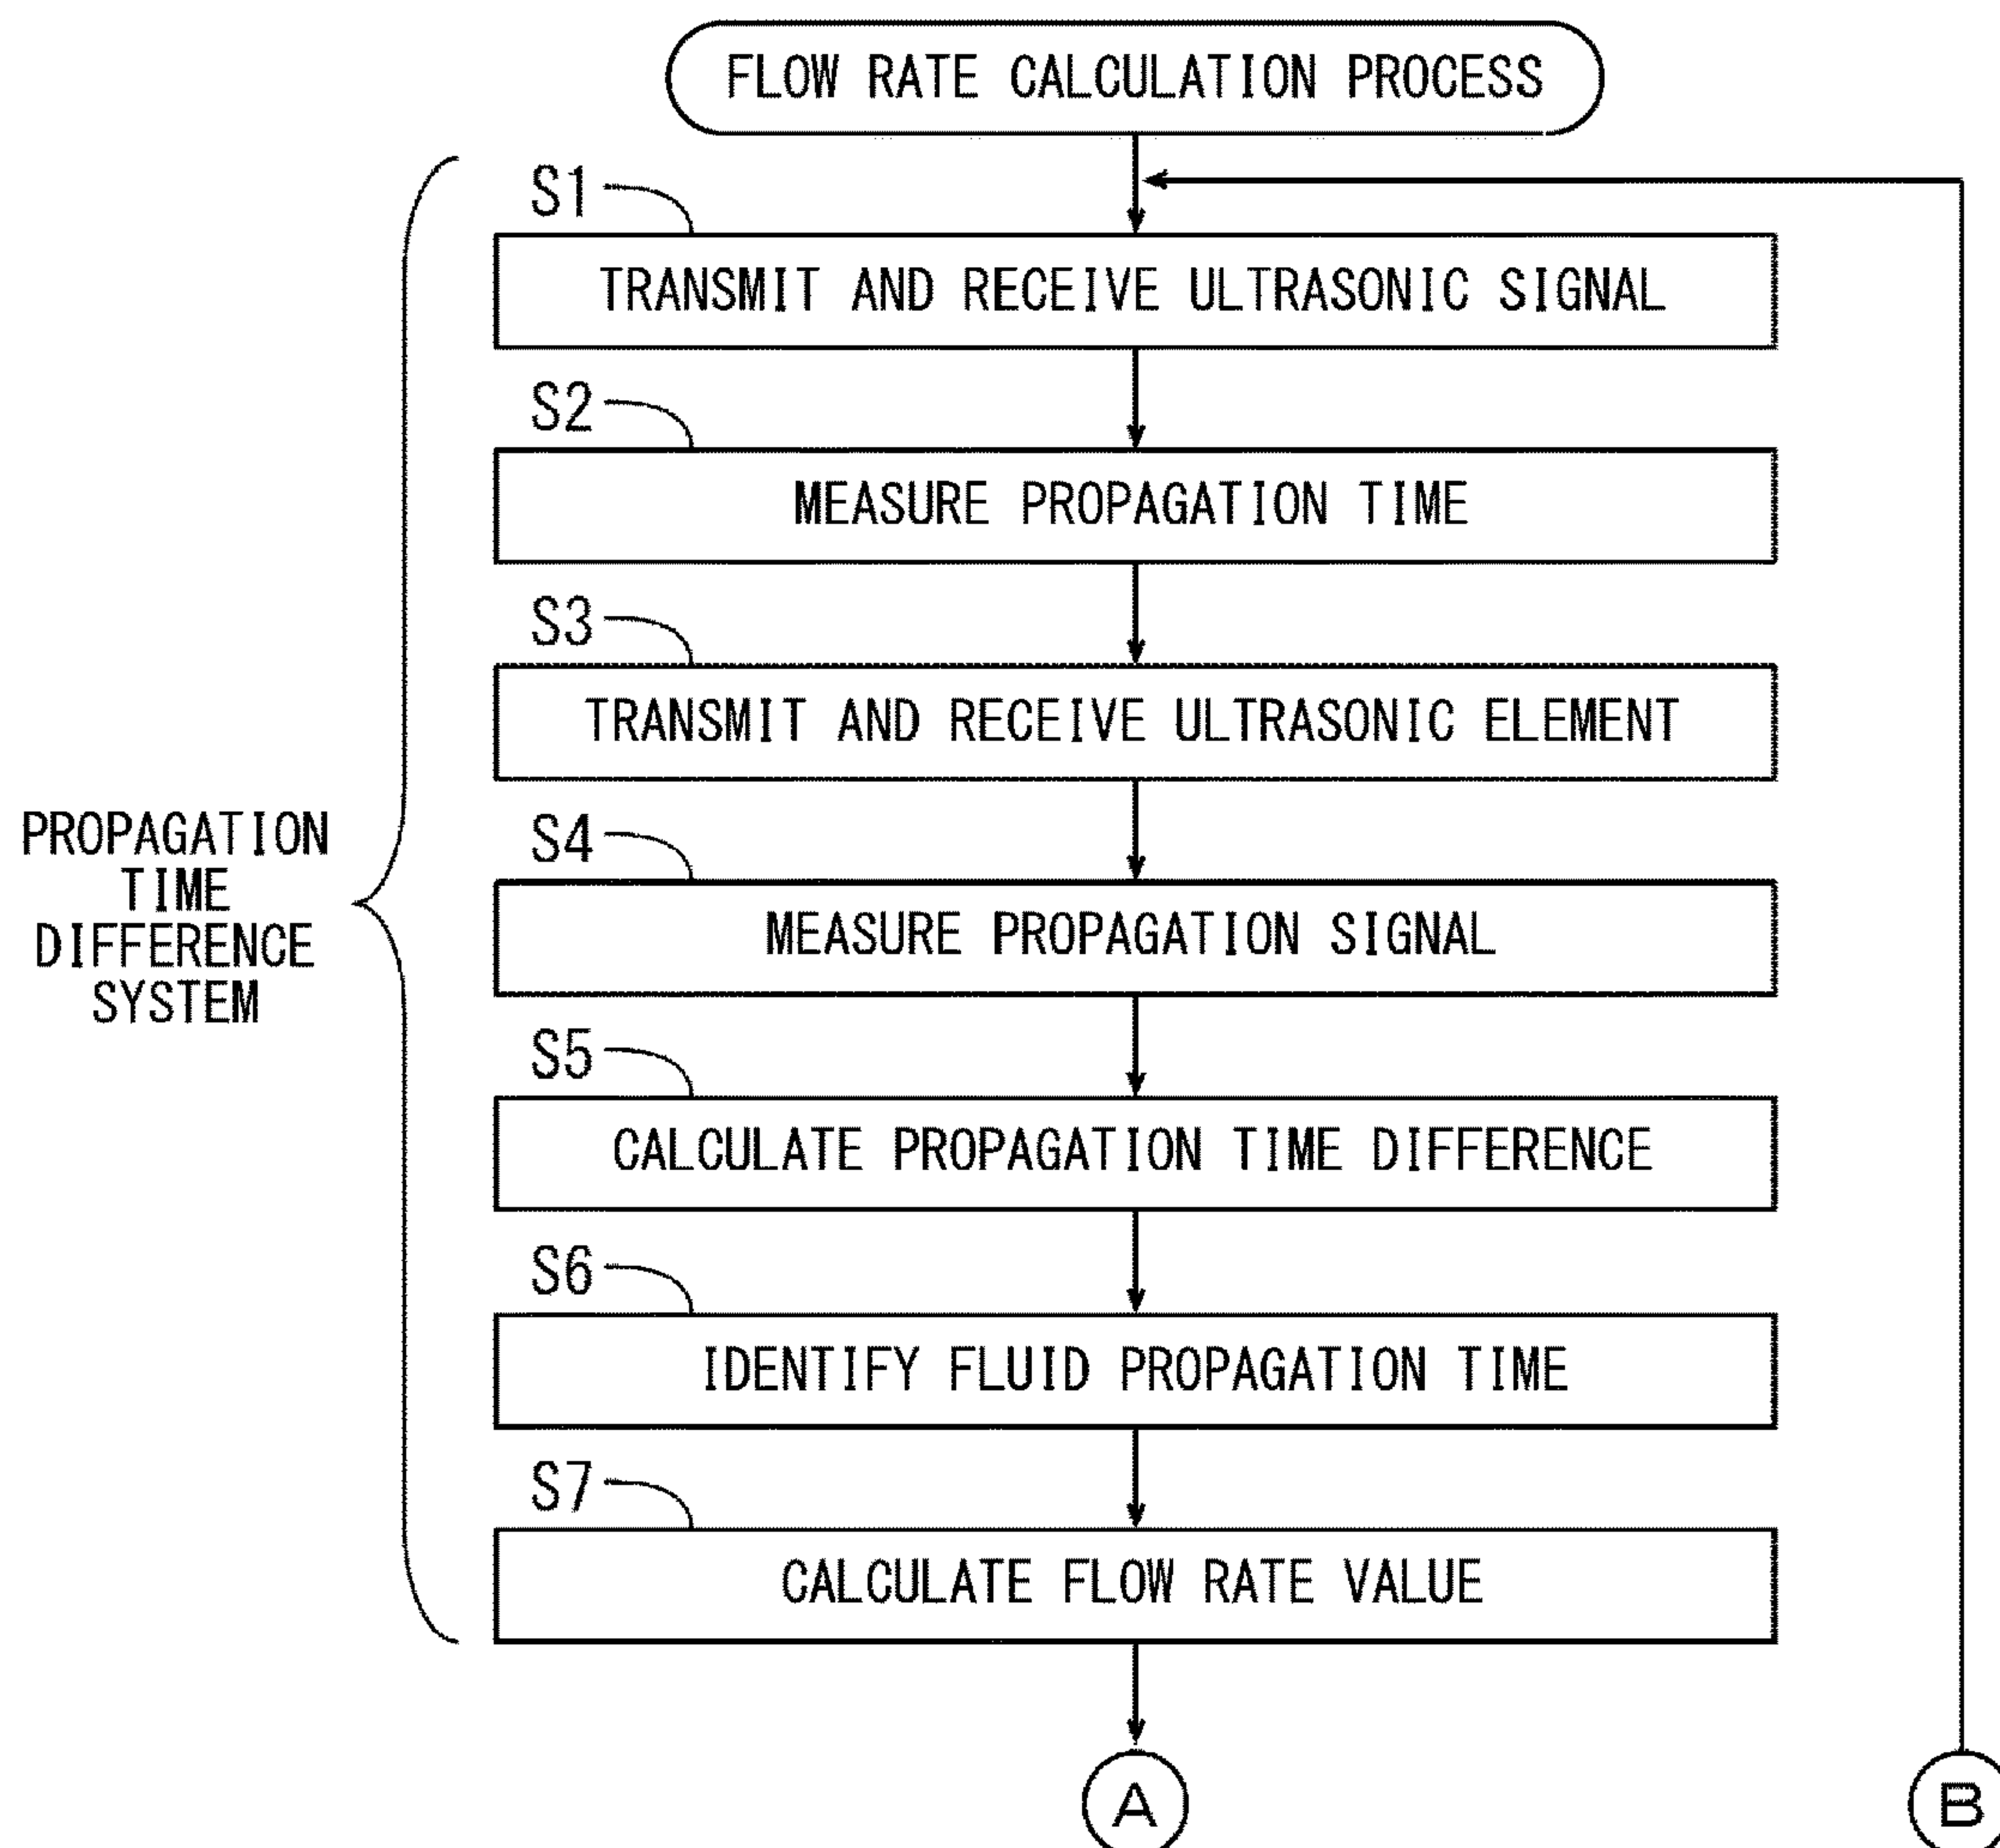 FLOW RATE CALCULATION PROCESS
S1
TRANSMIT AND RECEIVE ULTRASONIC SIGNAL
S2
MEASURE PROPAGATION TIME
S3
TRANSMIT AND RECEIVE ULTRASONIC ELEMENT
PROPAGATION
TIME
DIFFERENCE
SYSTEM
S4
MEASURE PROPAGATION SIGNAL
S5
CALCULATE PROPAGATION TIME DIFFERENCE
S6
IDENTIFY FLUID PROPAGATION TIME
S7
CALCULATE FLOW RATE VALUE
A
B